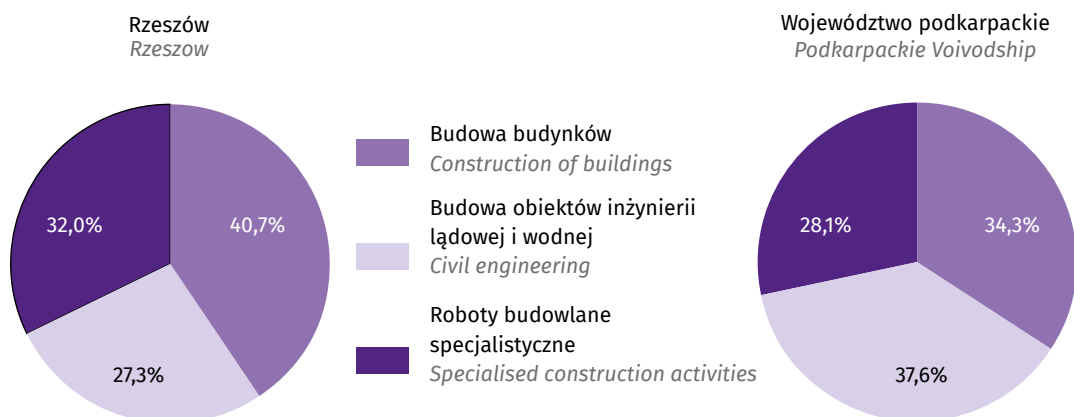 Rzeszów
Rzeszow
32,0%
40,7%
27,3%
Budowa budynków
Construction of buildings
Budowa obiektów inżynierii
lądowej i wodnej
Civil engineering
Roboty budowlane
specjalistyczne
Specialised construction activities
Województwo podkarpackie
Podkarpackie Voivodship
28,1%
34,3%
37,6%